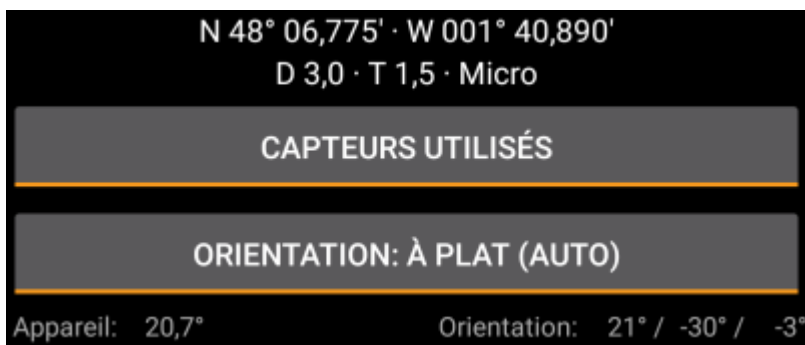 N 48° 06,775' · W 001° 40,890'
D 3,0 · T 1,5 · Micro
CAPTEURS UTILISÉS
ORIENTATION: À PLAT (AUTO)
Appareil: 20,7° Orientation: 21° / -30° / -3°